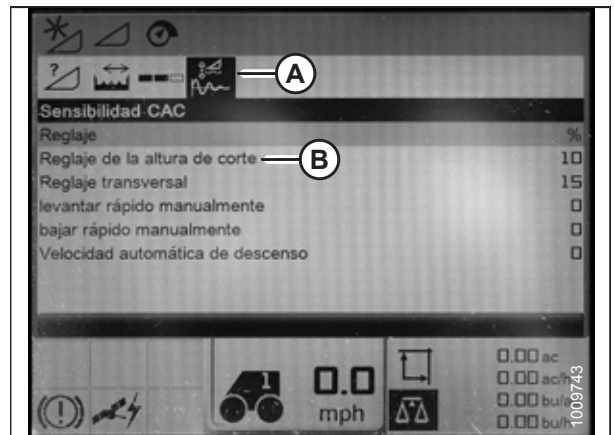 ?
A
Sensibilidad CAC
Reglaje %
Reglaje de la altura de corte B 10
Reglaje transversal 15
levantar rápido manualmente 0
bajar rápido manualmente 0
Velocidad automática de descenso 0
1
0.0
mph
0.00 ac
0.00 ac/h
0.00
0.00 bu/h
1009743